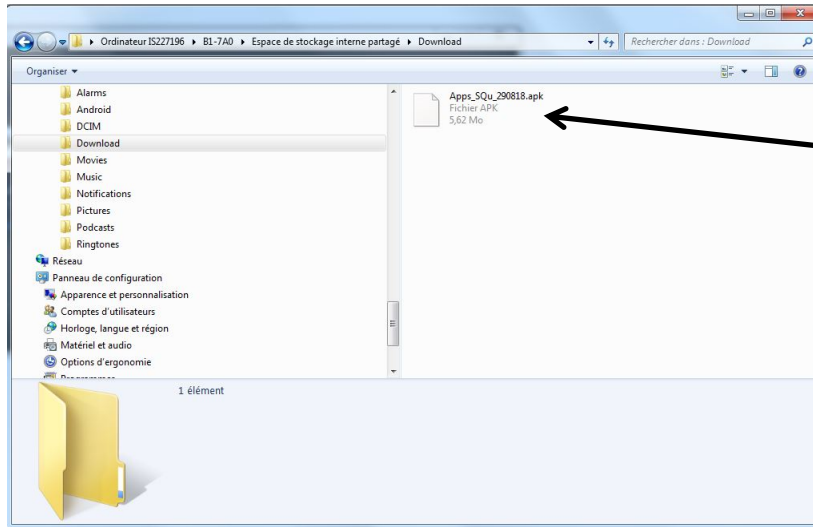 Ordinateur IS227196 ▸ B1-7A0 ▸ Espace de stockage interne partagé ▸ Download
Rechercher dans : Download
Organiser
Alarms
Android
DCIM
Download
Movies
Music
Notifications
Pictures
Podcasts
Ringtones
Réseau
Panneau de configuration
Apparence et personnalisation
Comptes d'utilisateurs
Horloge, langue et région
Matériel et audio
Options d'ergonomie
Apps_SQu_290818.apk
Fichier APK
5,62 Mo
1 élément